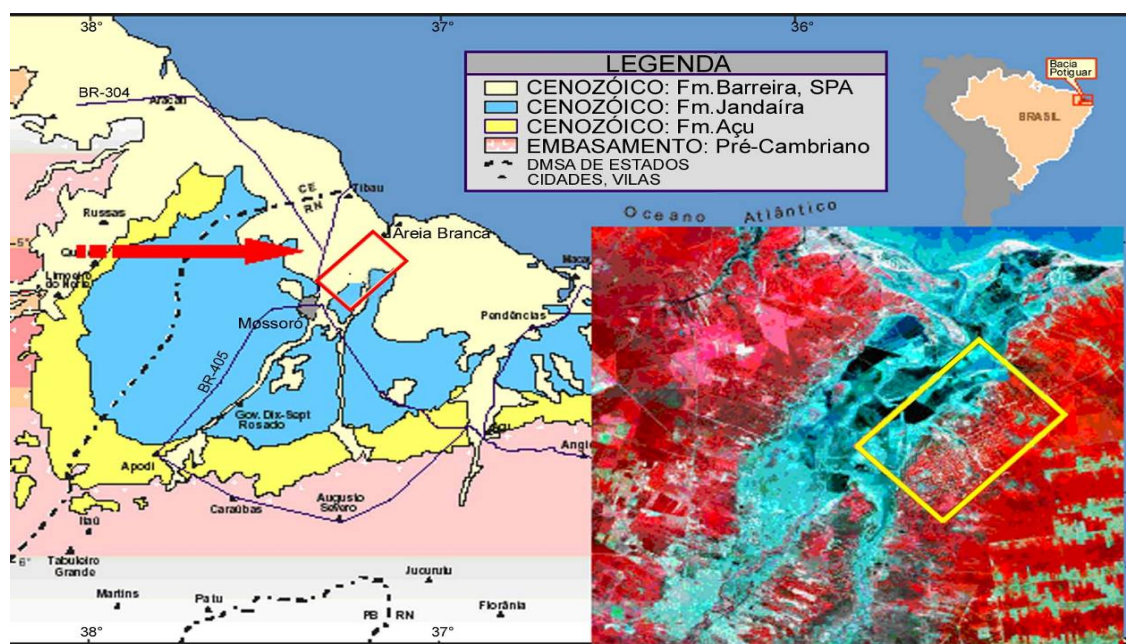 38°
37°
36°
LEGENDA
CENOZÓICO: Fm.Barreira, SPA
CENOZÓICO: Fm.Jandaíra
CENOZÓICO: Fm.Açu
EMBASAMENTO: Pré-Cambriano
DMSA DE ESTADOS
CIDADES, VILAS
Bacia
Potiguar
BRASIL
BR-304
Aracati
CE
RN
Tibau
Russas
Oceano Atlântico
Areia Branca
5°
Limoeiro
do Norte
Mossoró
Pendências
BR-405
Gov. Dix-Sept
Rosado
Apodi
Caraúbas
Augusto
Severo
Itaú
6°
Tabuleiro
Grande
Jucurutu
Martins
Patu
PB RN
Florânia
38°
37°